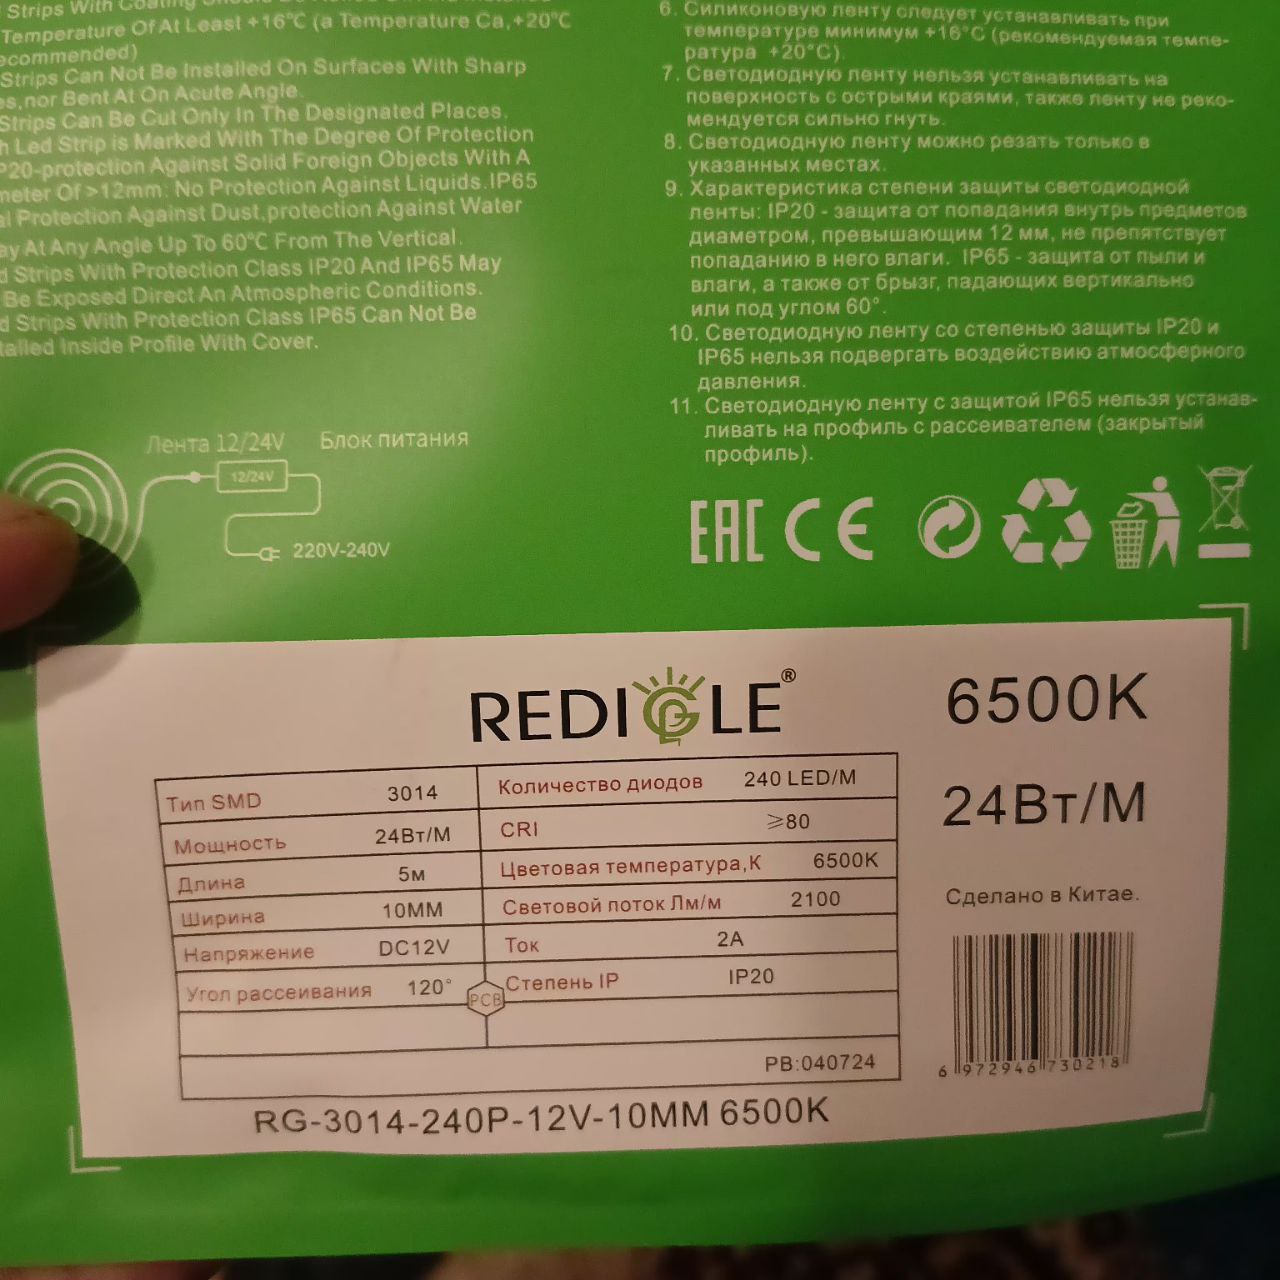 Strips With Coating Should Be
Temperature Of At Least +16°C (a Temperature Ca,+20°C
ecommended)
Strips Can Not Be Installed On Surfaces With Sharp
es,nor Bent At On Acute Angle.
Strips Can Be Cut Only In The Designated Places.
h Led Strip is Marked With The Degree Of Protection
P20-protection Against Solid Foreign Objects With A
meter Of >12mm: No Protection Against Liquids.IP65
al Protection Against Dust,protection Against Water
ay At Any Angle Up To 60°C From The Vertical.
d Strips With Protection Class IP20 And IP65 May
Be Exposed Direct An Atmospheric Conditions.
d Strips With Protection Class IP65 Can Not Be
talled Inside Profile With Cover.
6. Силиконовую ленту следует устанавливать при
температуре минимум +16°C (рекомендуемая темпе-
ратура +20°C).
7. Светодиодную ленту нельзя устанавливать на
поверхность с острыми краями, также ленту не реко-
мендуется сильно гнуть.
8. Светодиодную ленту можно резать только в
указанных местах.
9. Характеристика степени защиты светодиодной
ленты: IP20 - защита от попадания внутрь предметов
диаметром, превышающим 12 мм, не препятствует
попаданию в него влаги. IP65 - защита от пыли и
влаги, а также от брызг, падающих вертикально
или под углом 60°.
10. Светодиодную ленту со степенью защиты IP20 и
IP65 нельзя подвергать воздействию атмосферного
давления.
11. Светодиодную ленту с защитой IP65 нельзя устанав-
ливать на профиль с рассеивателем (закрытый
профиль).
Лента 12/24V Блок питания
12/24V
220V-240V
EAC CE
REDIGLE®
6500K
24Вт/М
Тип SMD 3014 Количество диодов 240 LED/M
Мощность 24Вт/М CRI ⩾80
Длина 5м Цветовая температура,К 6500K
Ширина 10MM Световой поток Лм/м 2100
Напряжение DC12V Ток 2A
Угол рассеивания 120° Степень IP IP20
PCB
PB:040724
RG-3014-240P-12V-10MM 6500K
Сделано в Китае.
6 972946 730218